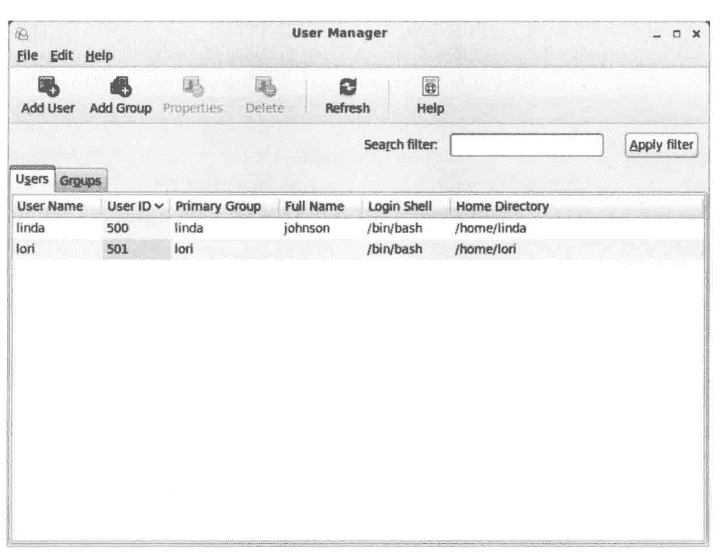 User Manager
File Edit Help
Add User Add Group Properties Delete Refresh Help
Search filter: Apply filter
Users Groups
User Name User ID Primary Group Full Name Login Shell Home Directory
linda 500 linda johnson /bin/bash /home/linda
lori 501 lori /bin/bash /home/lori